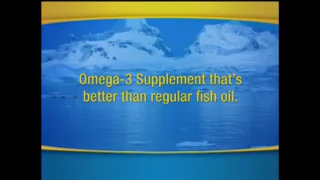 Omega-3 Supplement that's
better than regular fish oil.